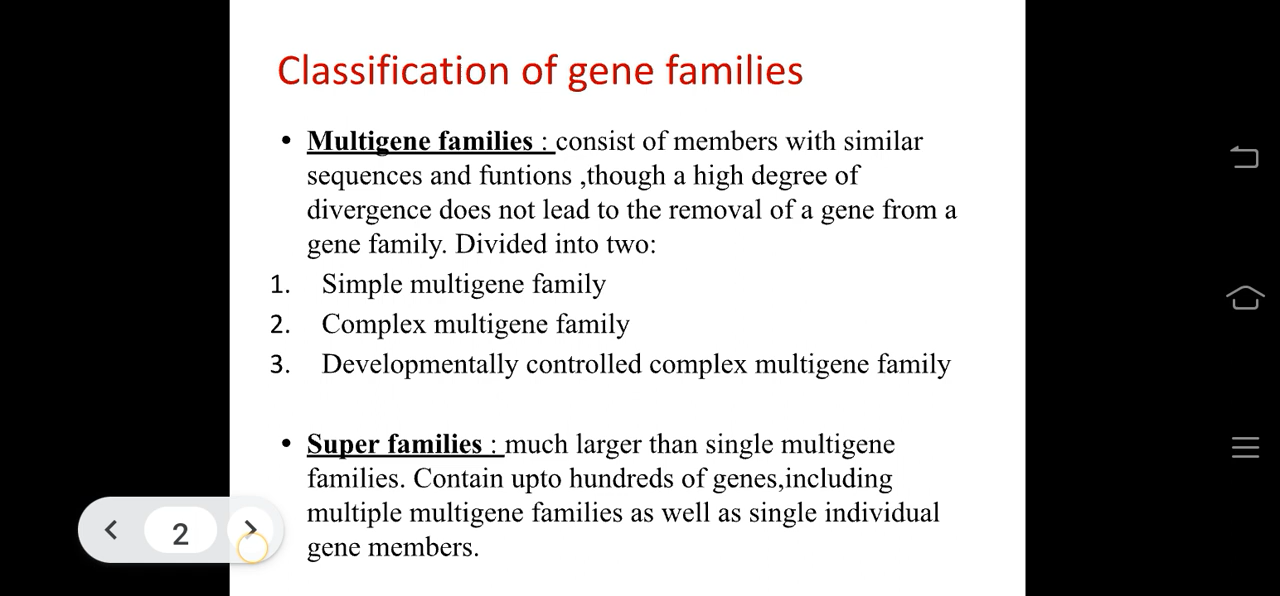 Classification of gene families
• Multigene families : consist of members with similar
sequences and funtions ,though a high degree of
divergence does not lead to the removal of a gene from a
gene family. Divided into two:
1. Simple multigene family
2. Complex multigene family
3. Developmentally controlled complex multigene family
• Super families : much larger than single multigene
families. Contain upto hundreds of genes,including
multiple multigene families as well as single individual
gene members.
2